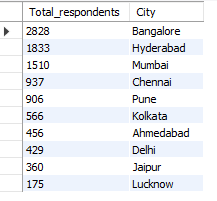 Total_respondents City
2828 Bangalore
1833 Hyderabad
1510 Mumbai
937 Chennai
906 Pune
566 Kolkata
456 Ahmedabad
429 Delhi
360 Jaipur
175 Lucknow